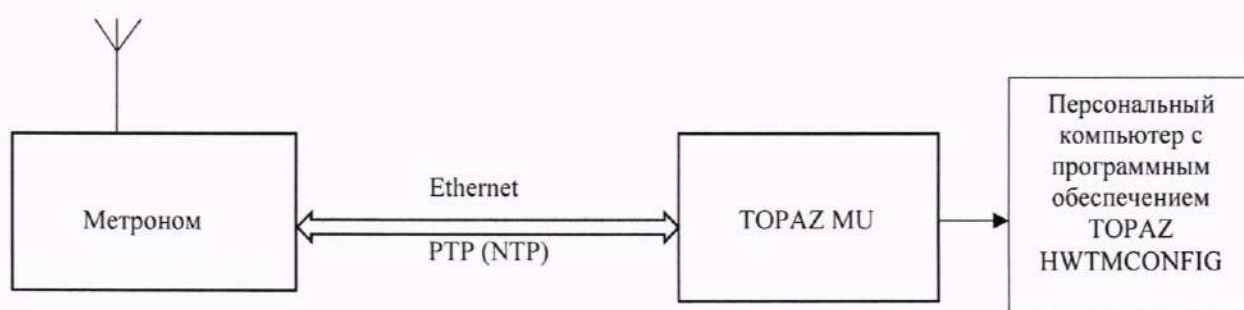 Метроном
Ethernet
PTP (NTP)
TOPAZ MU
Персональный
компьютер с
программным
обеспечением
TOPAZ
HWTMCONFIG